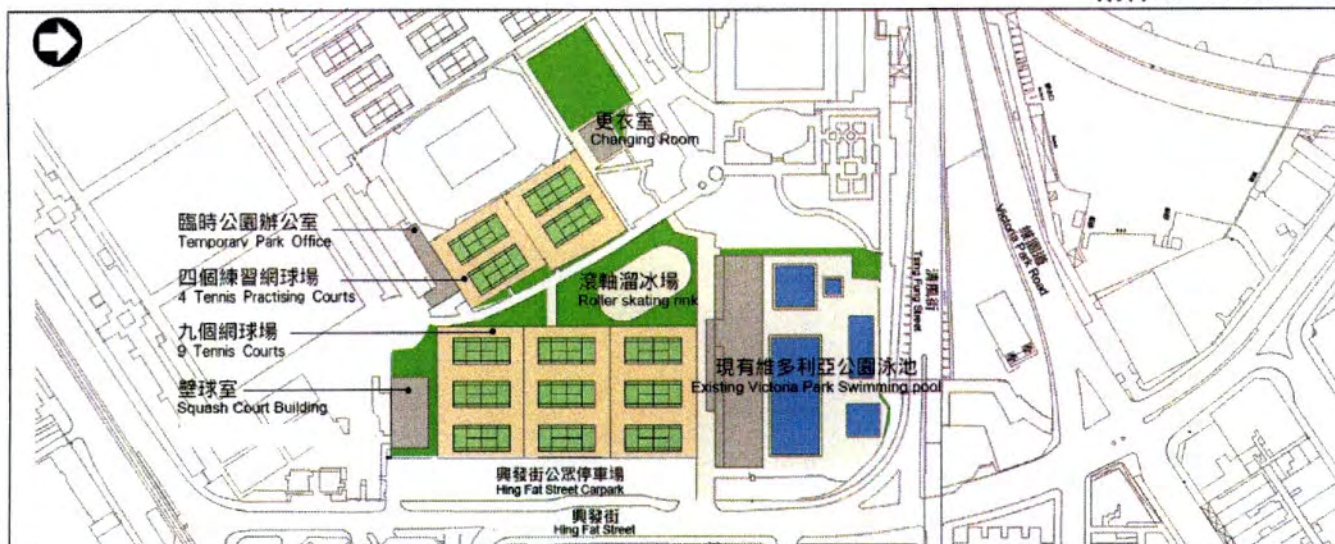 更衣室
Changing Room
臨時公園辦公室
Temporary Park Office
四個練習網球場
4 Tennis Practising Courts
滾軸溜冰場
Roller skating rink
九個網球場
9 Tennis Courts
壁球室
Squash Court Building
現有維多利亞公園泳池
Existing Victoria Park Swimming pool
清風街
Tsing Fung Street
維園道
Victoria Park Road
興發街公眾停車場
Hing Fat Street Carpark
興發街
Hing Fat Street